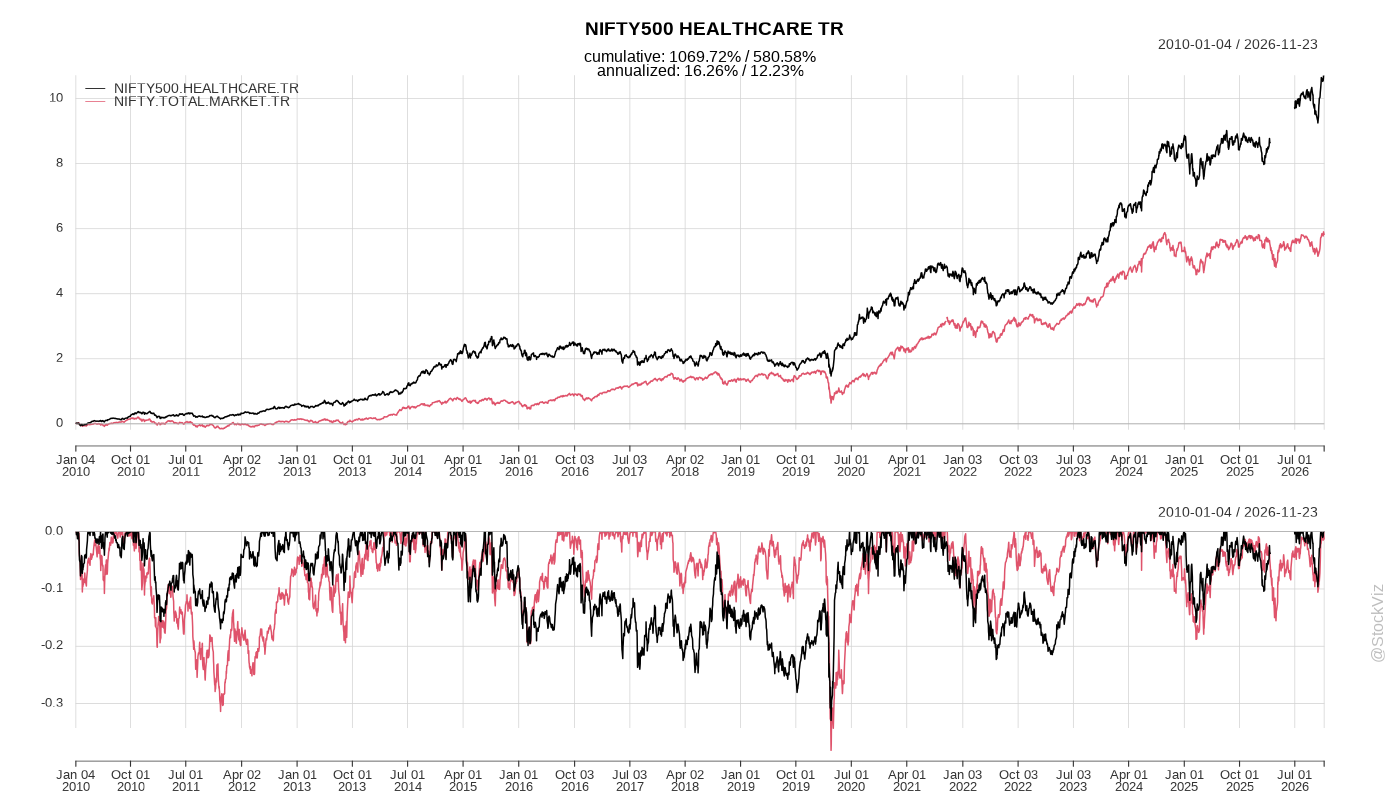 NIFTY500 HEALTHCARE TR
cumulative: 1069.72% / 580.58%
annualized: 16.26% / 12.23%
2010-01-04 / 2026-11-23
NIFTY500.HEALTHCARE.TR
NIFTY.TOTAL.MARKET.TR
10
8
6
4
2
0
Jan 04 Oct 01 Jul 01 Apr 02 Jan 01 Oct 01 Jul 01 Apr 01 Jan 01 Oct 03 Jul 03 Apr 02 Jan 01 Oct 01 Jul 01 Apr 01 Jan 03 Oct 03 Jul 03 Apr 01 Jan 01 Oct 01 Jul 01
2010 2010 2011 2012 2013 2013 2014 2015 2016 2016 2017 2018 2019 2019 2020 2021 2022 2022 2023 2024 2025 2025 2026
2010-01-04 / 2026-11-23
0.0
-0.1
-0.2
-0.3
Jan 04 Oct 01 Jul 01 Apr 02 Jan 01 Oct 01 Jul 01 Apr 01 Jan 01 Oct 03 Jul 03 Apr 02 Jan 01 Oct 01 Jul 01 Apr 01 Jan 03 Oct 03 Jul 03 Apr 01 Jan 01 Oct 01 Jul 01
2010 2010 2011 2012 2013 2013 2014 2015 2016 2016 2017 2018 2019 2019 2020 2021 2022 2022 2023 2024 2025 2025 2026
@StockViz